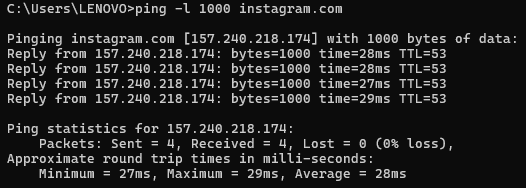 C:\Users\LENOVO>ping -l 1000 instagram.com
Pinging instagram.com [157.240.218.174] with 1000 bytes of data:
Reply from 157.240.218.174: bytes=1000 time=28ms TTL=53
Reply from 157.240.218.174: bytes=1000 time=28ms TTL=53
Reply from 157.240.218.174: bytes=1000 time=27ms TTL=53
Reply from 157.240.218.174: bytes=1000 time=29ms TTL=53
Ping statistics for 157.240.218.174:
    Packets: Sent = 4, Received = 4, Lost = 0 (0% loss),
Approximate round trip times in milli-seconds:
    Minimum = 27ms, Maximum = 29ms, Average = 28ms